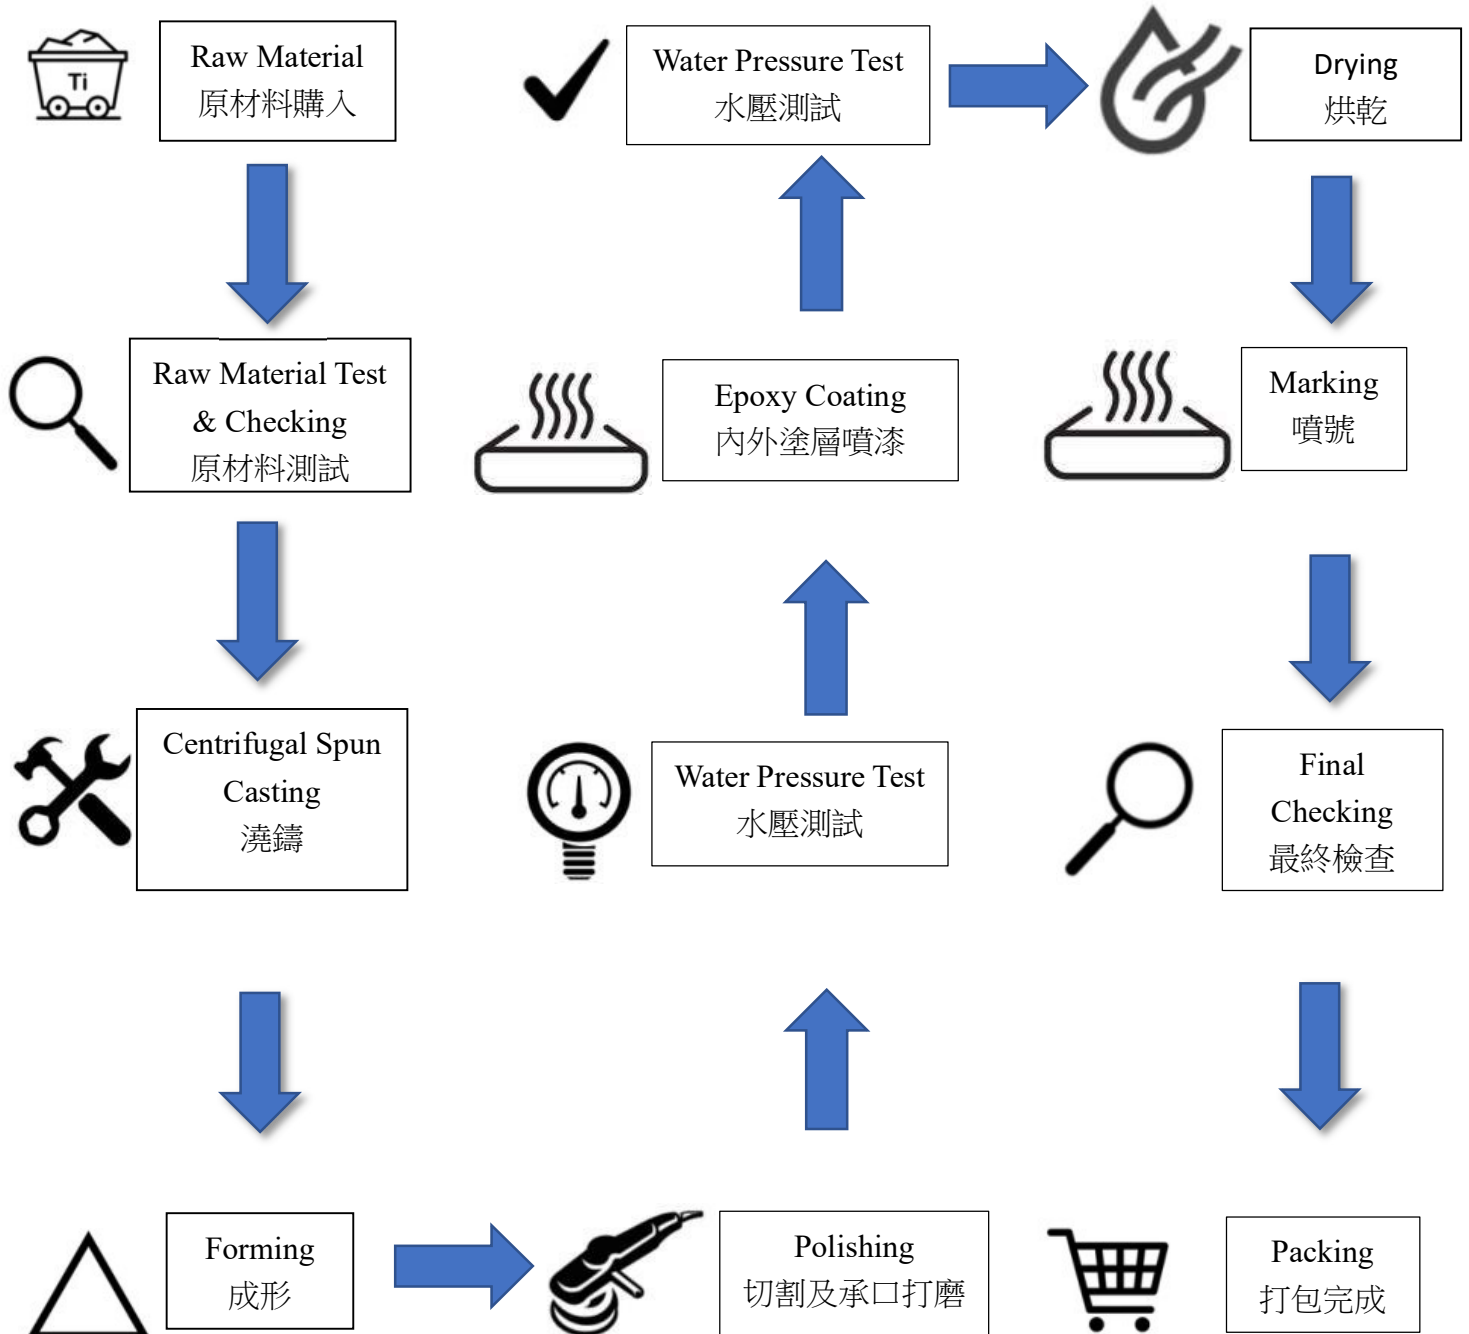 Ti
Raw Material
原材料購入
Raw Material Test
& Checking
原材料測試
Centrifugal Spun
Casting
澆鑄
Forming
成形
Polishing
切割及承口打磨
Water Pressure Test
水壓測試
Epoxy Coating
內外塗層噴漆
Water Pressure Test
水壓測試
Drying
烘乾
Marking
噴號
Final
Checking
最終檢查
Packing
打包完成